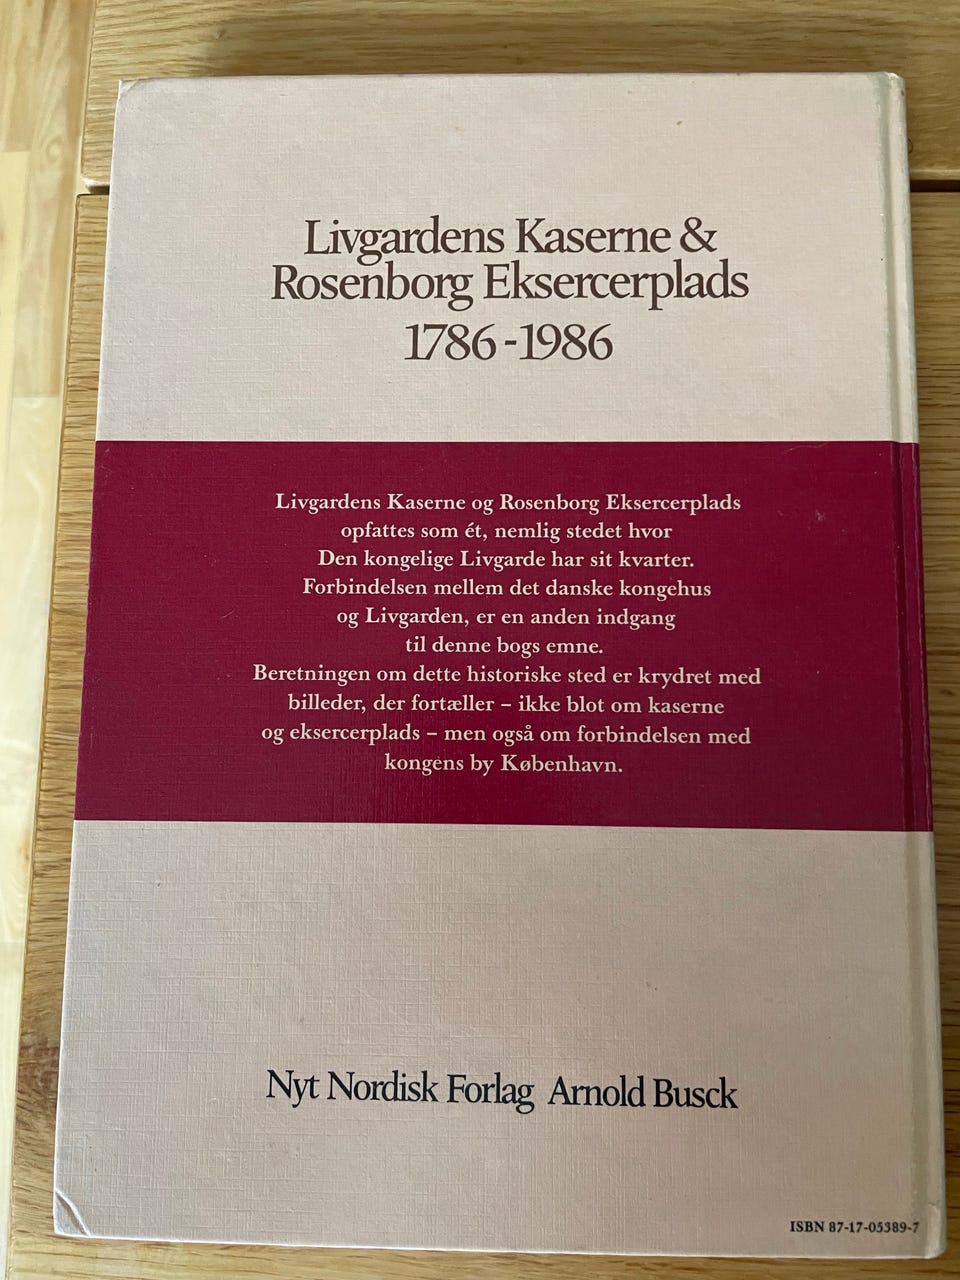 Livgardens Kaserne &
Rosenborg Eksercerplads
1786-1986
Livgardens Kaserne og Rosenborg Eksercerplads
opfattes som ét, nemlig stedet hvor
Den kongelige Livgarde har sit kvarter.
Forbindelsen mellem det danske kongehus
og Livgarden, er en anden indgang
til denne bogs emne.
Beretningen om dette historiske sted er krydret med
billeder, der fortæller – ikke blot om kaserne
og eksercerplads – men også om forbindelsen med
kongens by København.
Nyt Nordisk Forlag Arnold Busck
ISBN 87-17-05389-7